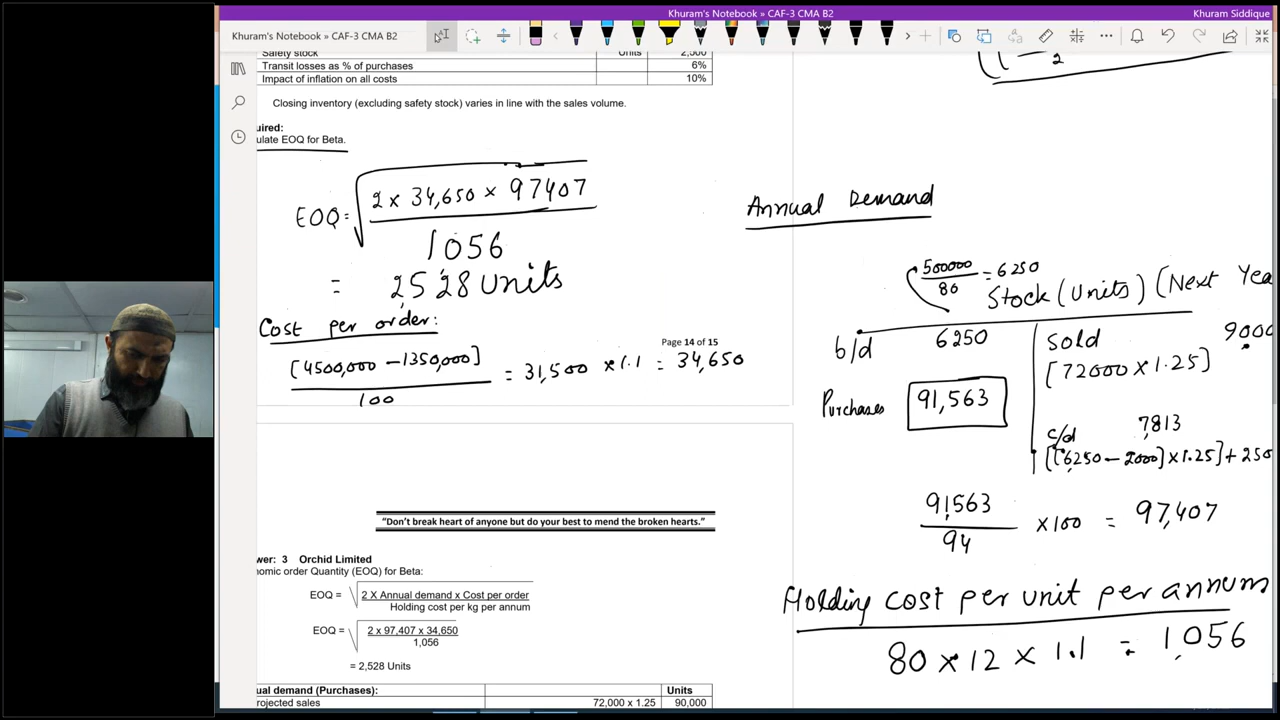 Khuram's Notebook » CAF-3 CMA B2
Khuram Siddique
Khuram's Notebook » CAF-3 CMA B2
Safety stock Units 2,000
Transit losses as % of purchases 6%
Impact of inflation on all costs 10%
Closing inventory (excluding safety stock) varies in line with the sales volume.
uired:
ulate EOQ for Beta.
EOQ = √ 2 x 34,650 x 97407
1056
= 2,528 Units
Cost per order:
[4500,000 - 1350,000] = 31,500 x 1.1 = 34,650
100
Page 14 of 15
"Don't break heart of anyone but do your best to mend the broken hearts."
wer: 3 Orchid Limited
nomic order Quantity (EOQ) for Beta:
EOQ = √ 2 X Annual demand x Cost per order
Holding cost per kg per annum
EOQ = √ 2 x 97,407 x 34,650
1,056
= 2,528 Units
ual demand (Purchases): Units
rojected sales 72,000 x 1.25 90,000
2
Annual Demand
500000 = 6250
80
Stock (Units) (Next Yea
b/d 6250 Sold 9000
[72000 x 1.25]
Purchases 91,563
c/d 7813
[(6250 - 2000] x 1.25] + 250
91,563 x 100 = 97,407
94
Holding cost per unit per annum
80 x 12 x 1.1 = 1,056